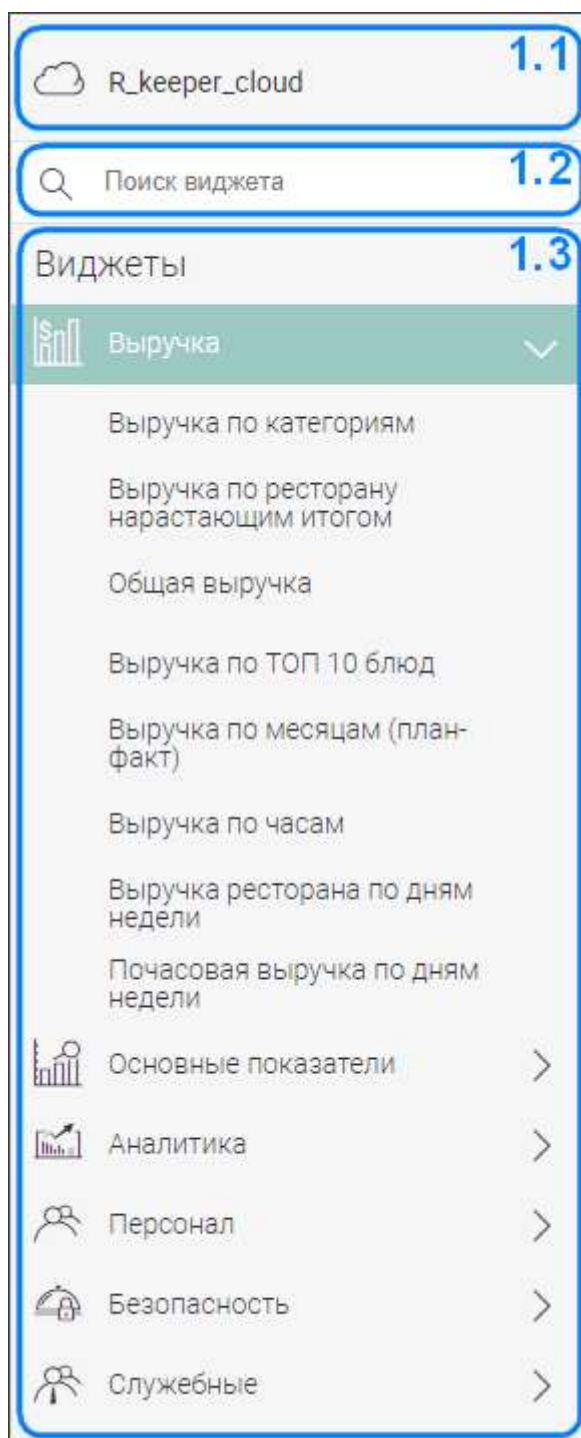 1.1
R_keeper_cloud
1.2
Поиск виджета
1.3
Виджеты
Выручка
Выручка по категориям
Выручка по ресторану
нарастающим итогом
Общая выручка
Выручка по ТОП 10 блюд
Выручка по месяцам (план-
факт)
Выручка по часам
Выручка ресторана по дням
недели
Почасовая выручка по дням
недели
Основные показатели
Аналитика
Персонал
Безопасность
Служебные